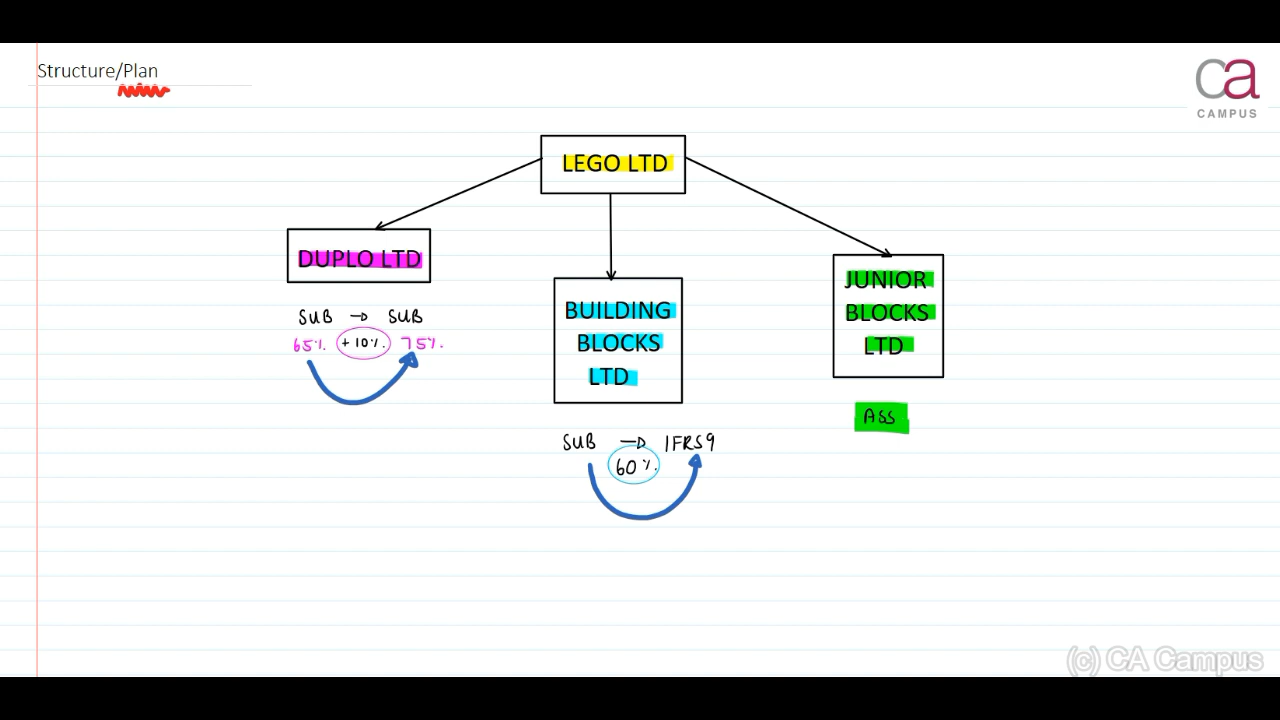 Structure/Plan
ca
CAMPUS
LEGO LTD
DUPLO LTD
SUB → SUB
65% +10% 75%
BUILDING
BLOCKS
LTD
SUB → IFRS9
60%
JUNIOR
BLOCKS
LTD
ASS
(c) CA Campus